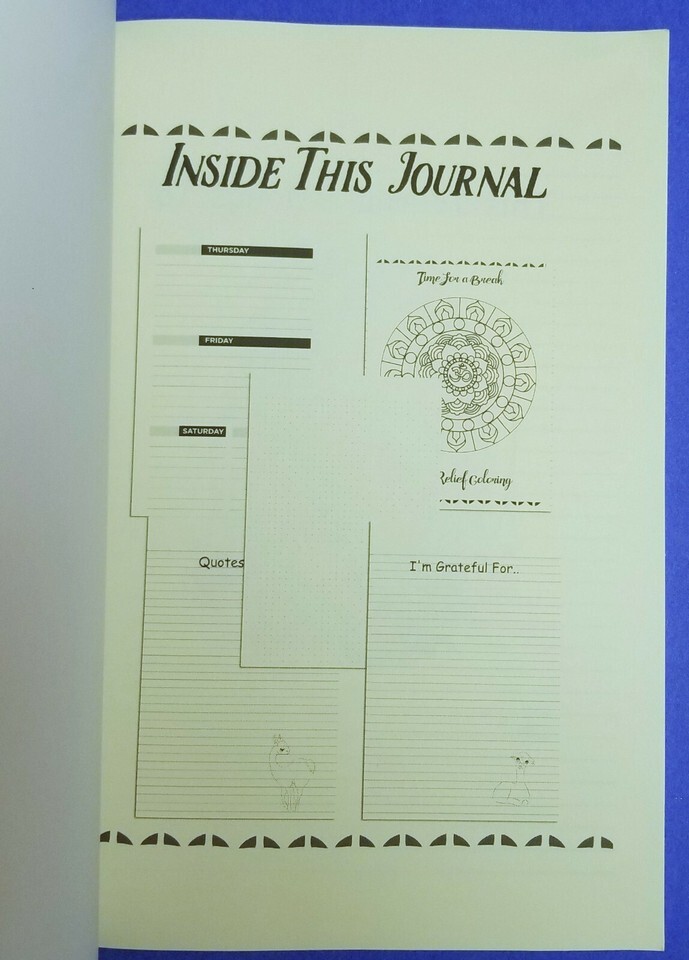 INSIDE THIS JOURNAL
THURSDAY
FRIDAY
SATURDAY
Time for a Break
ॐ
Relief Coloring
Quotes
I'm Grateful For..